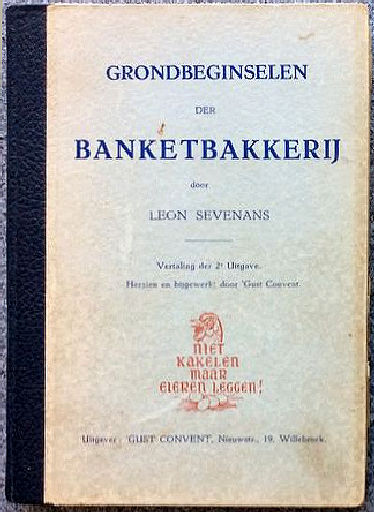 GRONDBEGINSELEN
DER
BANKETBAKKERIJ
door
LEON SEVENANS
Vertaling der 2e Uitgave.
Herzien en bijgewerkt door 'Gust Convent.
NIET
KAKELEN
MAAR
EIEREN LEGGEN!
Uitgever: 'GUST CONVENT', Nieuwstr., 19, Willebroek.